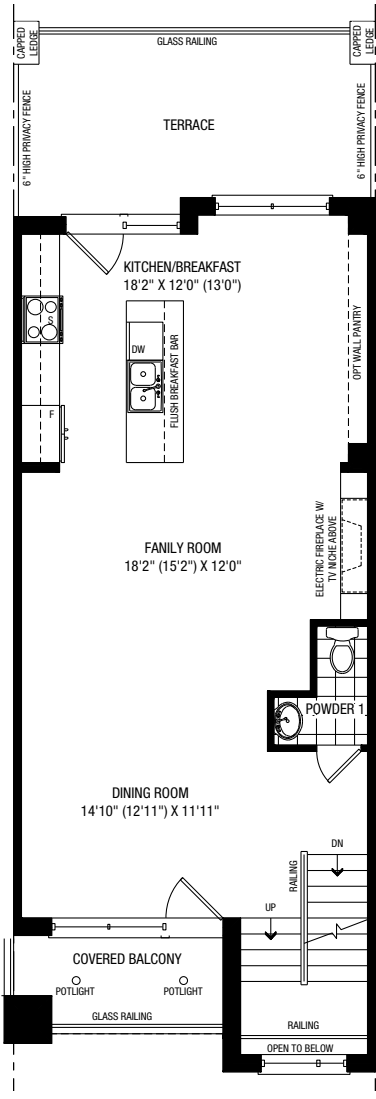 CAPPED
LEDGE
GLASS RAILING
CAPPED
LEDGE
6" HIGH PRIVACY FENCE
TERRACE
6" HIGH PRIVACY FENCE
KITCHEN/BREAKFAST
18'2" X 12'0" (13'0")
S
DW
FLUSH BREAKFAST BAR
OPT WALL PANTRY
F
FANILY ROOM
18'2" (15'2") X 12'0"
ELECTRIC FIREPLACE W/
TV NICHE ABOVE
POWDER 1
DINING ROOM
14'10" (12'11") X 11'11"
DN
RAILING
UP
COVERED BALCONY
POTLIGHT
POTLIGHT
GLASS RAILING
RAILING
OPEN TO BELOW